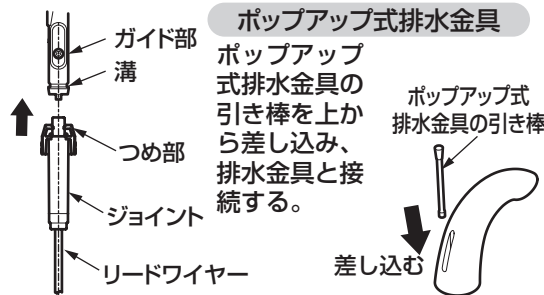 ポップアップ式排水金具
ポップアップ
式排水金具の
引き棒を上か
ら差し込み、
排水金具と接
続する。
ガイド部
溝
つめ部
ジョイント
リードワイヤー
ポップアップ式
排水金具の引き棒
差し込む